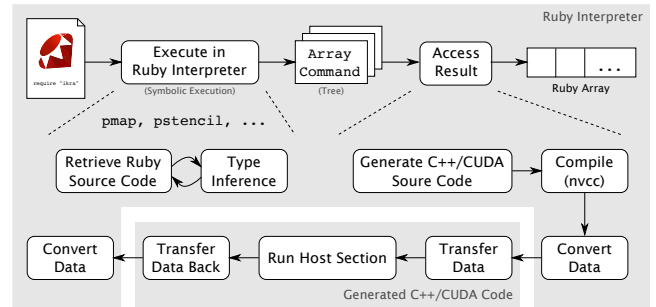 Ruby Interpreter
require "ikra"
Execute in
Ruby Interpreter
(Symbolic Execution)
Array
Command
(Tree)
Access
Result
...
Ruby Array
pmap, pstencil, ...
Retrieve Ruby
Source Code
Type
Inference
Generate C++/CUDA
Soure Code
Compile
(nvcc)
Convert
Data
Transfer
Data Back
Run Host Section
Transfer
Data
Convert
Data
Generated C++/CUDA Code